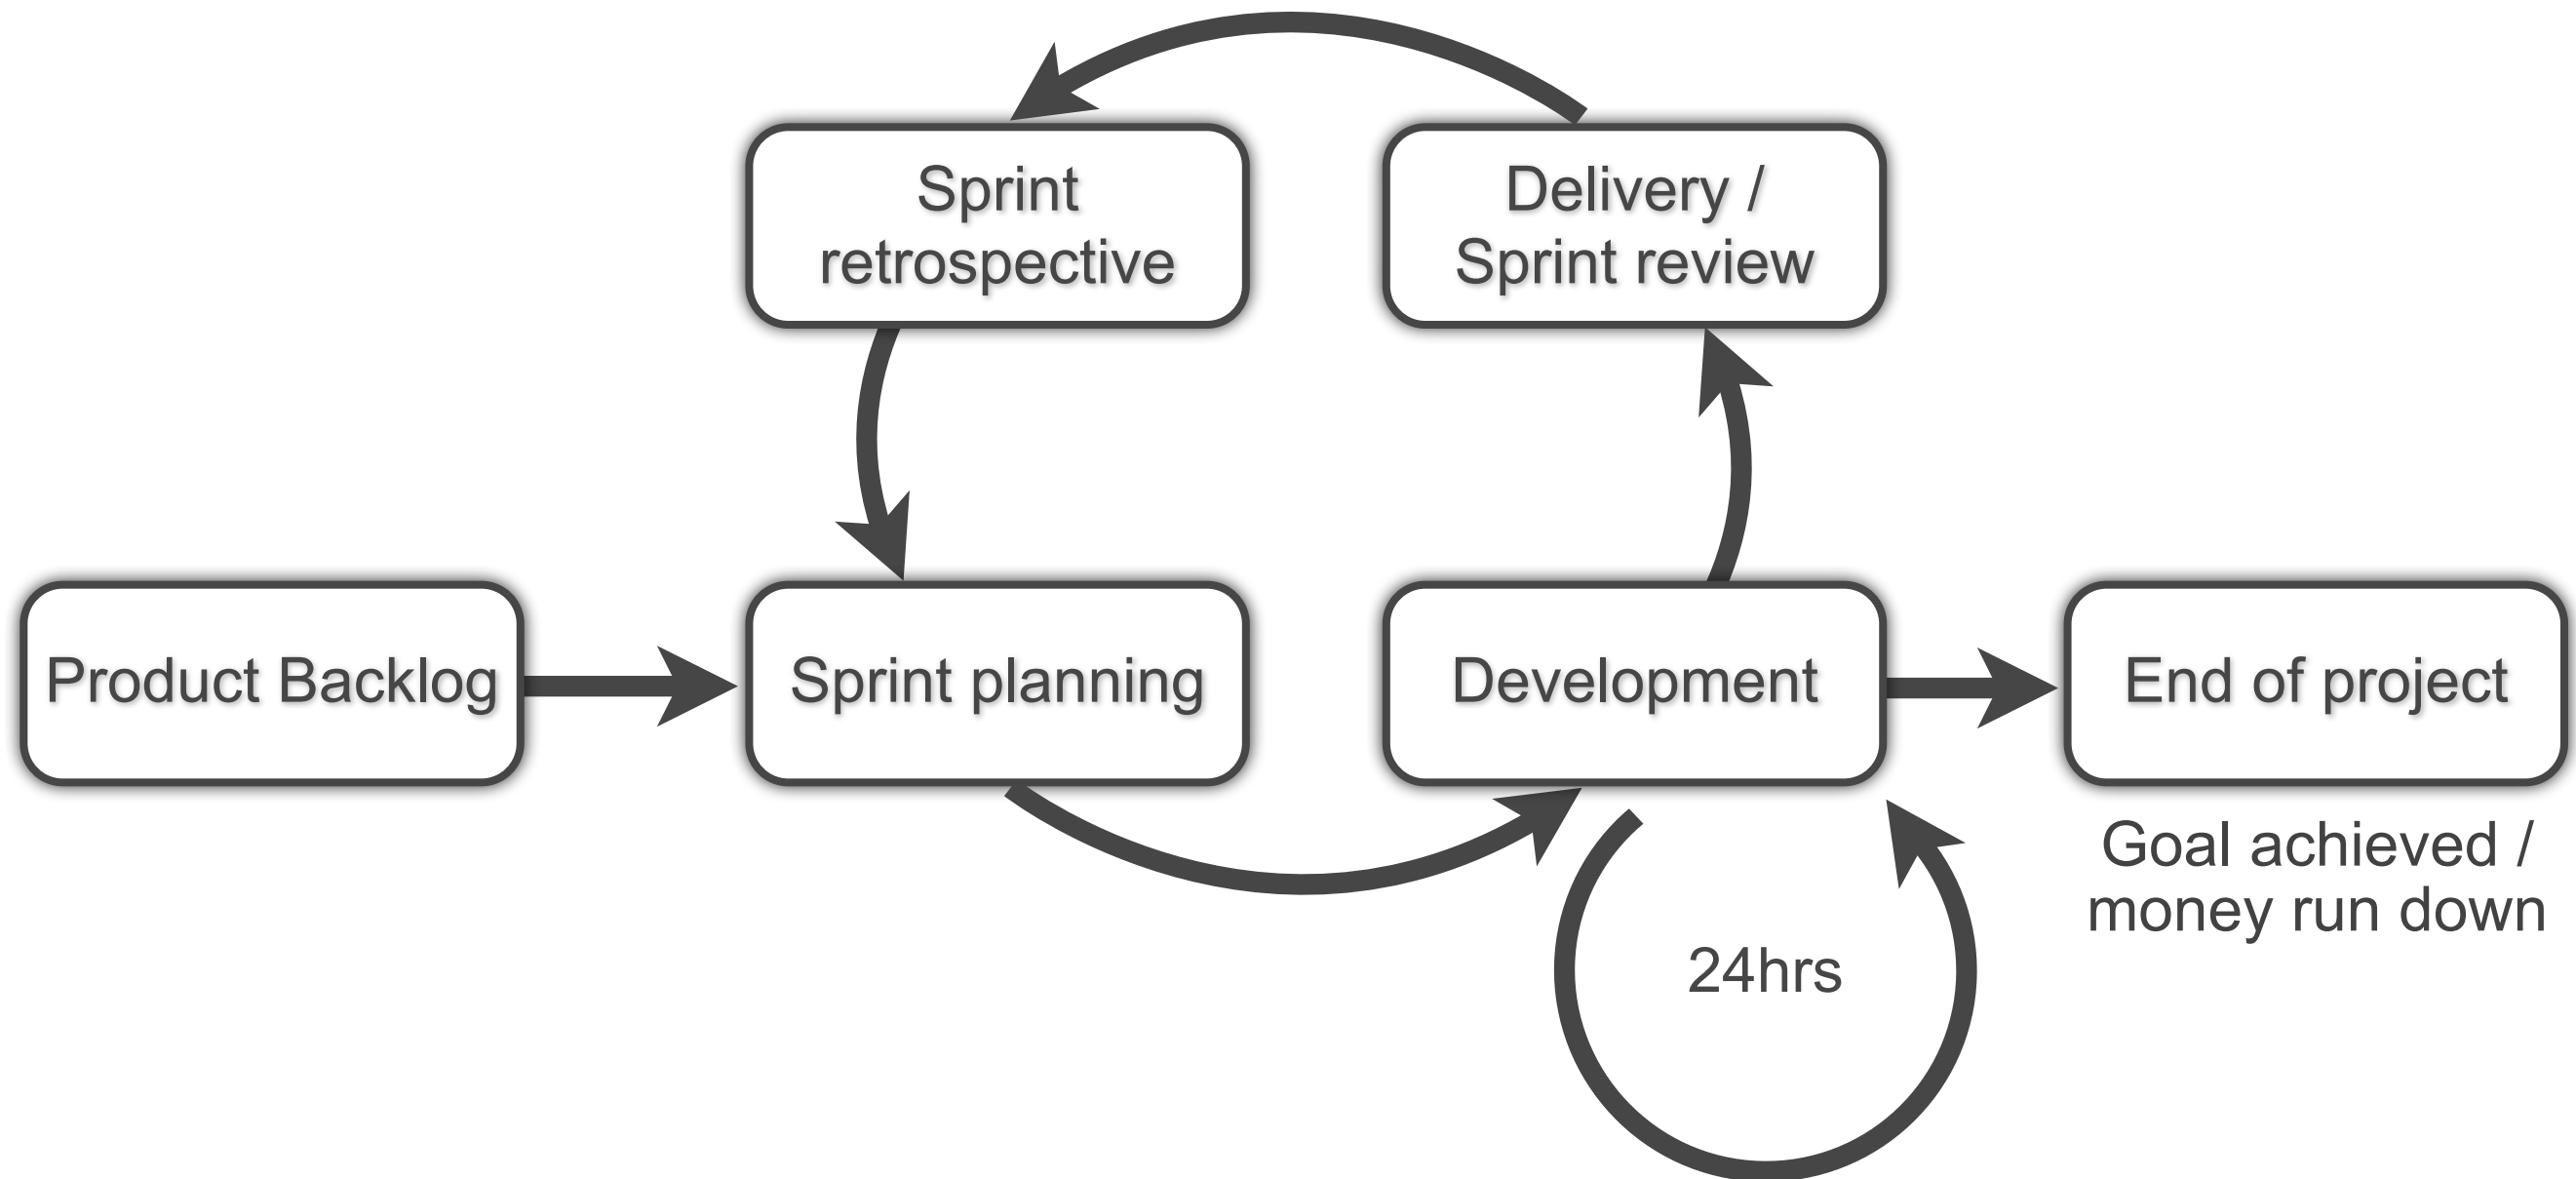 Sprint
retrospective
Delivery /
Sprint review
Product Backlog
Sprint planning
Development
End of project
Goal achieved /
money run down
24hrs